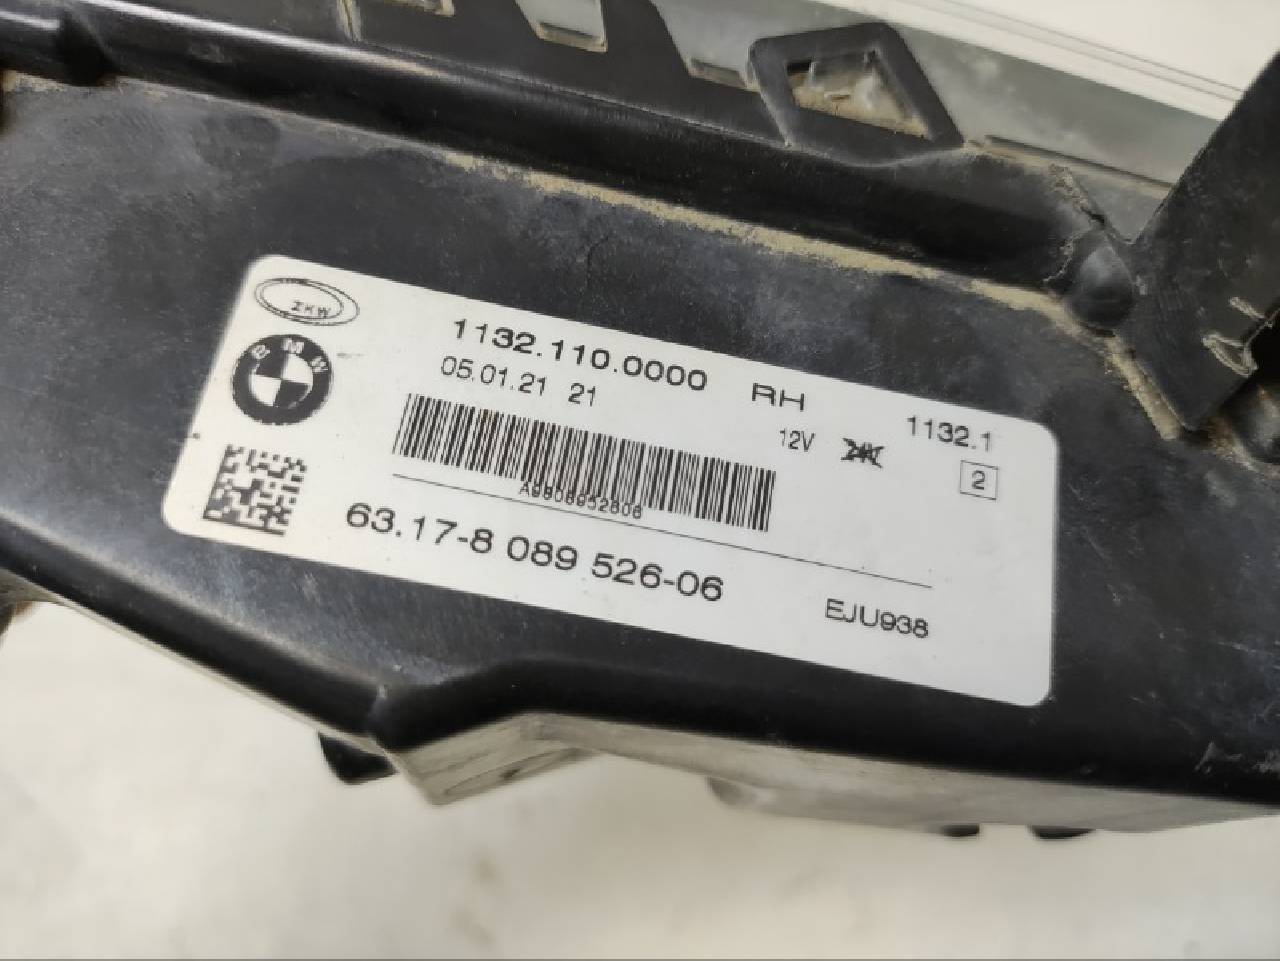 ZKW
BMW
1132.110.0000 RH
05.01.21 21
1132.1
12V
2
A9808952606
63.17-8 089 526-06
EJU938